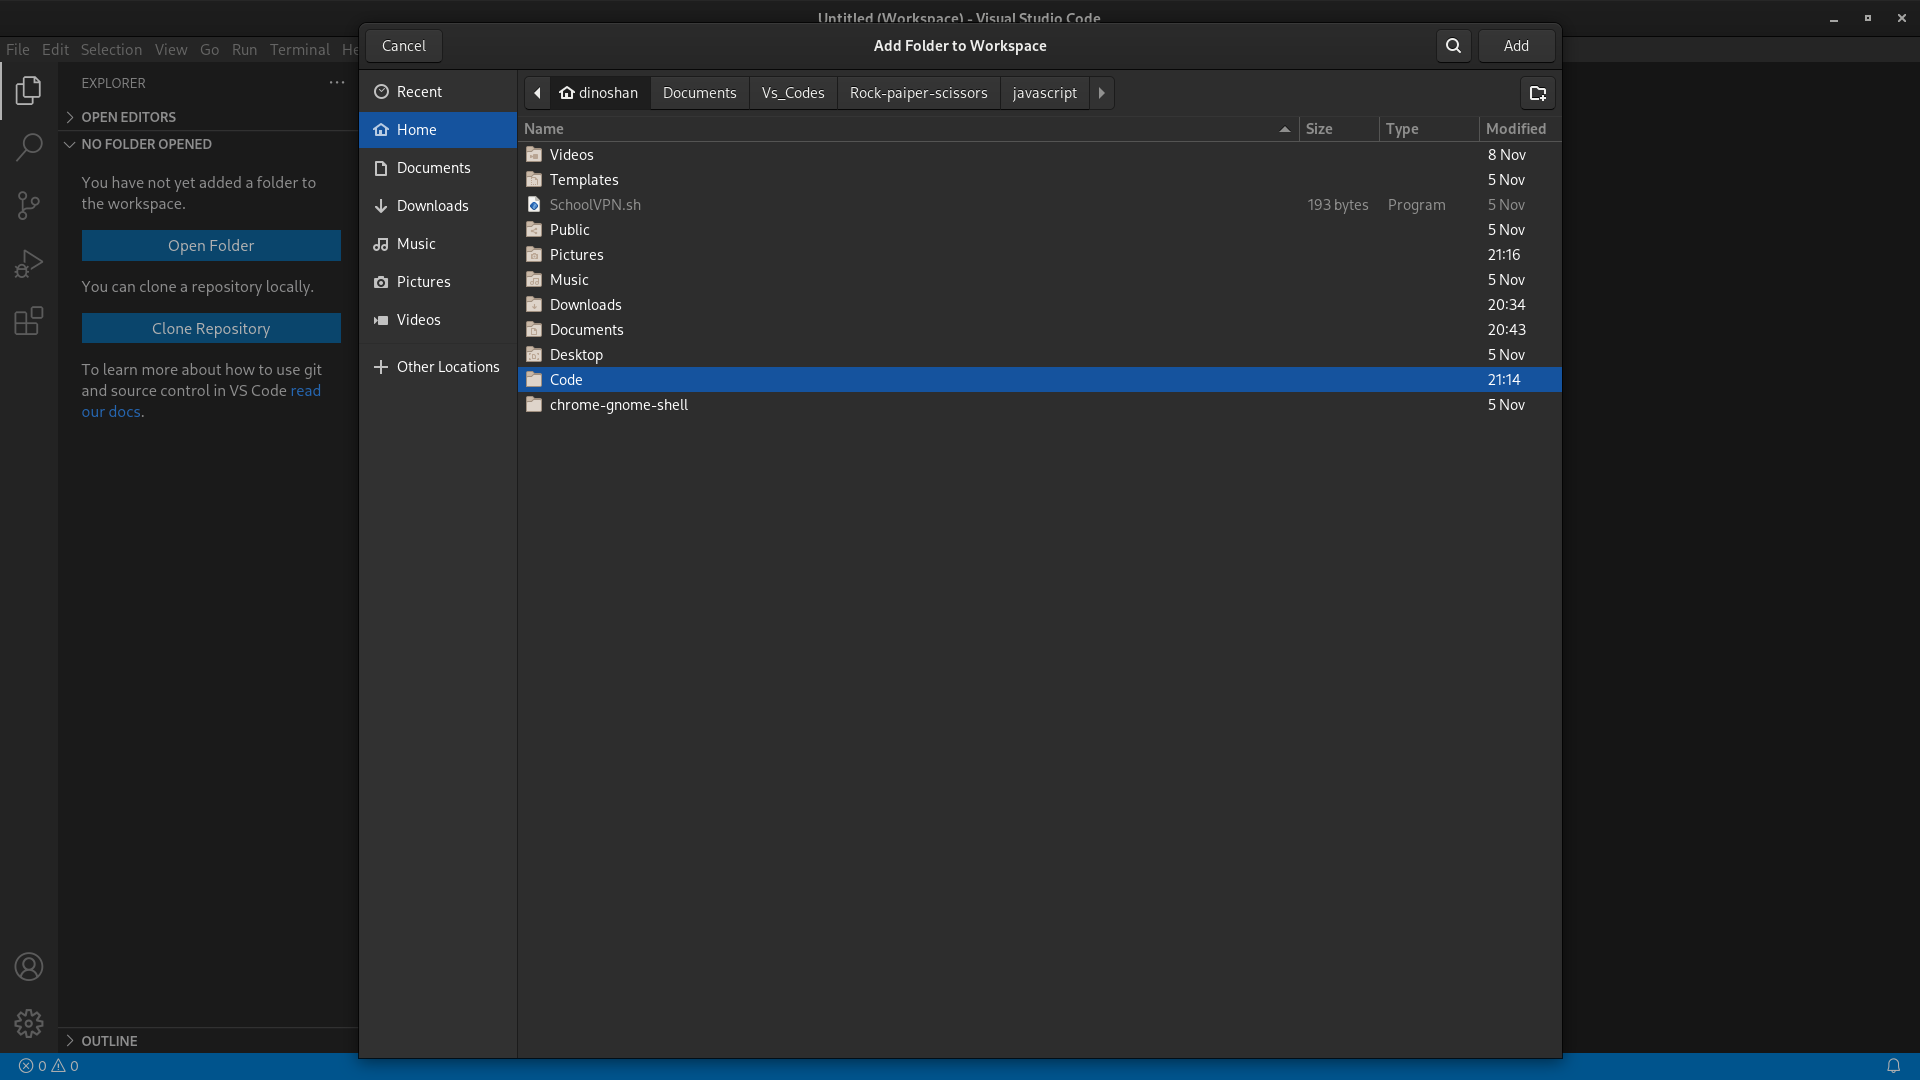 Untitled (Workspace) - Visual Studio Code
File Edit Selection View Go Run Terminal He
Cancel
Add Folder to Workspace
Add
EXPLORER
OPEN EDITORS
NO FOLDER OPENED
You have not yet added a folder to
the workspace.
Open Folder
You can clone a repository locally.
Clone Repository
To learn more about how to use git
and source control in VS Code read
our docs.
OUTLINE
0 0
Recent
Home
Documents
Downloads
Music
Pictures
Videos
Other Locations
dinoshan Documents Vs_Codes Rock-paiper-scissors javascript
Name Size Type Modified
Videos 8 Nov
Templates 5 Nov
SchoolVPN.sh 193 bytes Program 5 Nov
Public 5 Nov
Pictures 21:16
Music 5 Nov
Downloads 20:34
Documents 20:43
Desktop 5 Nov
Code 21:14
chrome-gnome-shell 5 Nov